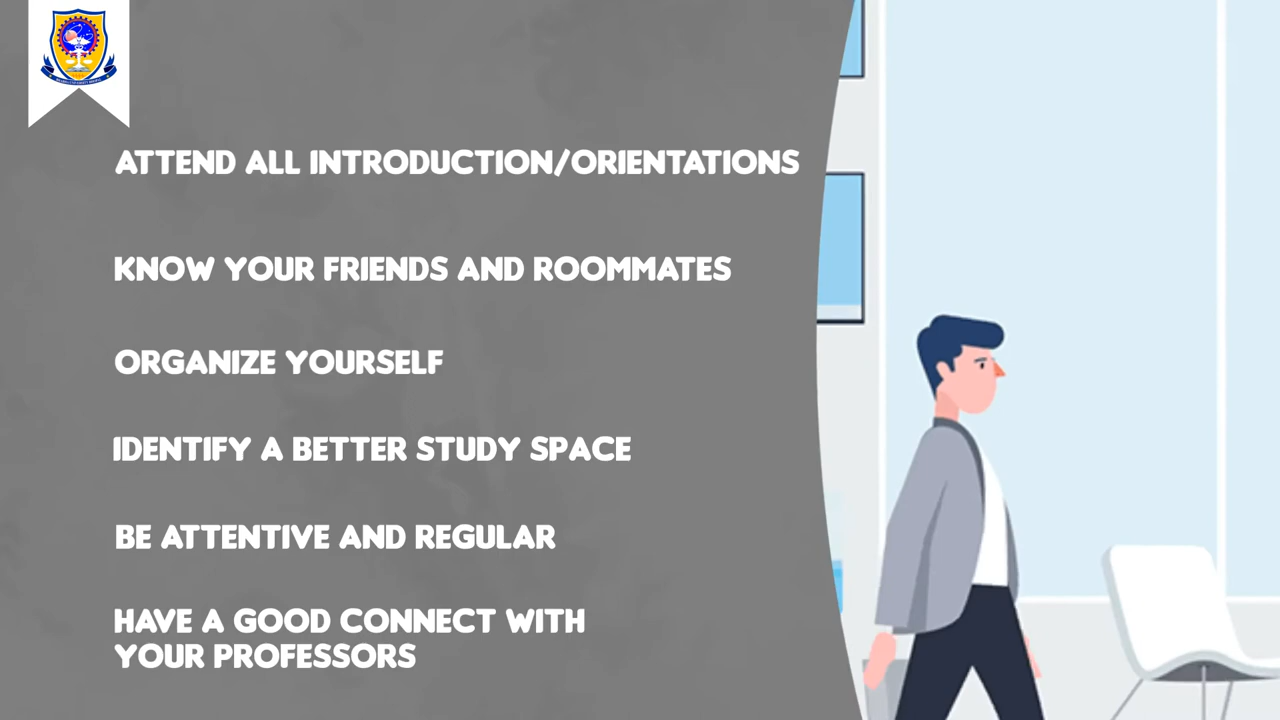 ATTEND ALL INTRODUCTION/ORIENTATIONS
KNOW YOUR FRIENDS AND ROOMMATES
ORGANIZE YOURSELF
IDENTIFY A BETTER STUDY SPACE
BE ATTENTIVE AND REGULAR
HAVE A GOOD CONNECT WITH
YOUR PROFESSORS